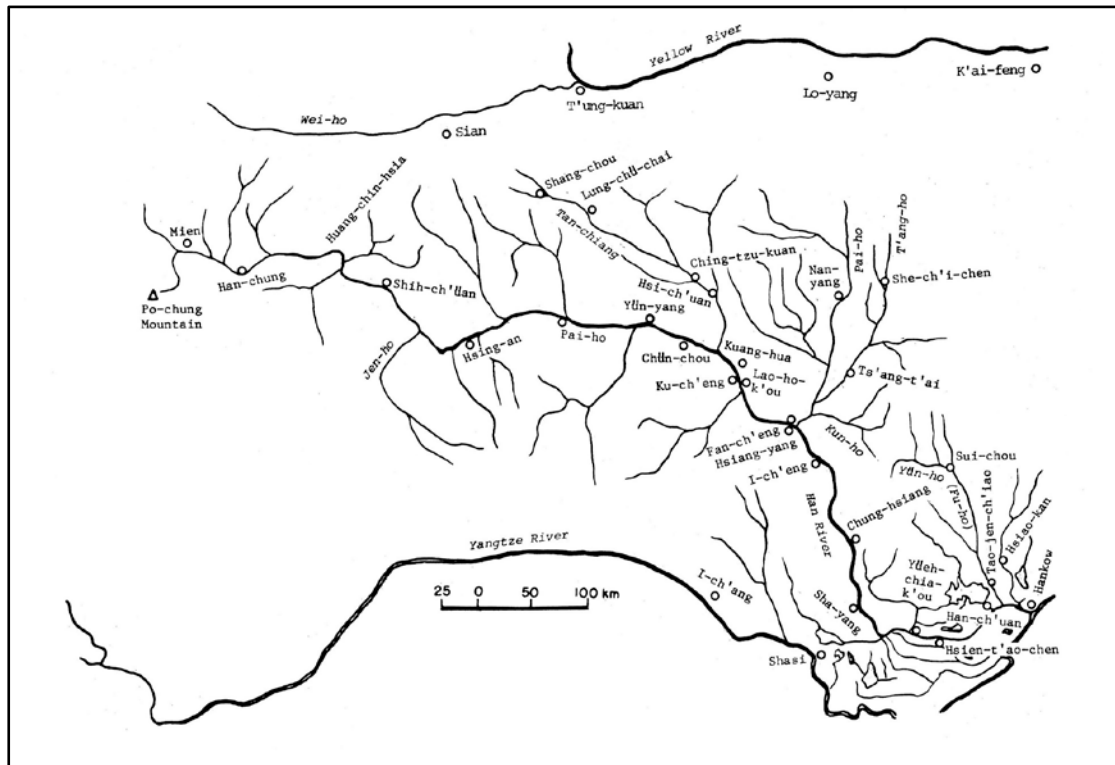 Yellow River
K'ai-feng
Lo-yang
T'ung-kuan
Wei-ho
Sian
Shang-chou
Lung-chü-chai
Huang-chin-hsia
Tan-chiang
Mien
Han-chung
Po-chung
Mountain
Shih-ch'üan
Ching-tzu-kuan
Hsi-ch'uan
Nan-
yang
Pai-ho
T'ang-ho
She-ch'i-chen
Yün-yang
Jen-ho
Hsing-an
Pai-ho
Chün-chou
Kuang-hua
Ku-ch'eng
Lao-ho-
k'ou
Ts'ang-t'ai
Fan-ch'eng
Hsiang-yang
Kun-ho
I-ch'eng
Sui-chou
Yün-ho
(Fu-ho)
Han River
Chung-hsiang
Tao-jen-ch'iao
Hsiao-kan
Yangtze River
25 0 50 100 km
I-ch'ang
Yüeh-
chia-
k'ou
Hankow
Sha-yang
Han-ch'uan
Shasi
Hsien-t'ao-chen